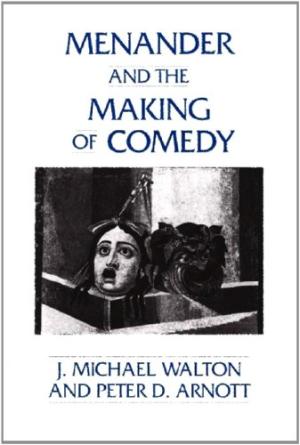 MENANDER
AND THE
MAKING
OF COMEDY
J. MICHAEL WALTON
AND PETER D. ARNOTT